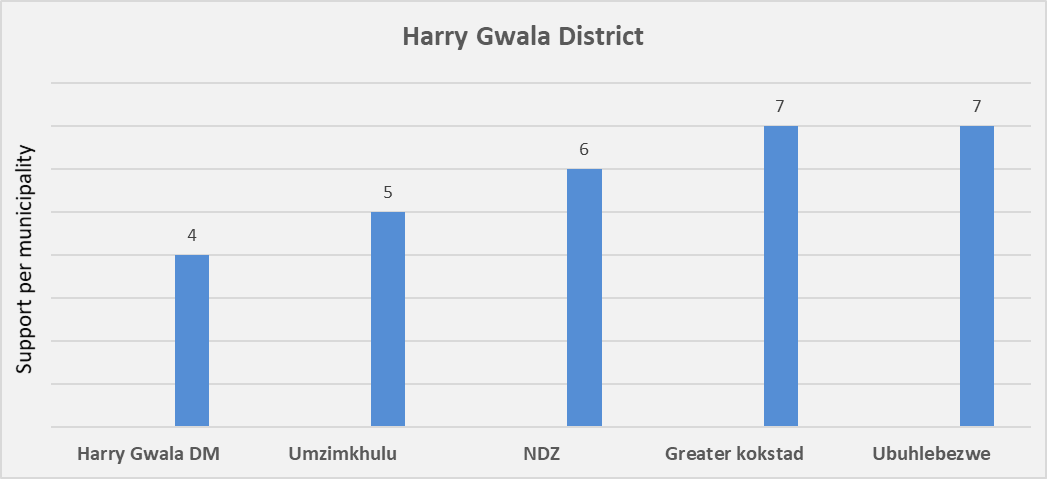 Harry Gwala District
Support per municipality
4
5
6
7
7
Harry Gwala DM
Umzimkhulu
NDZ
Greater kokstad
Ubuhlebezwe